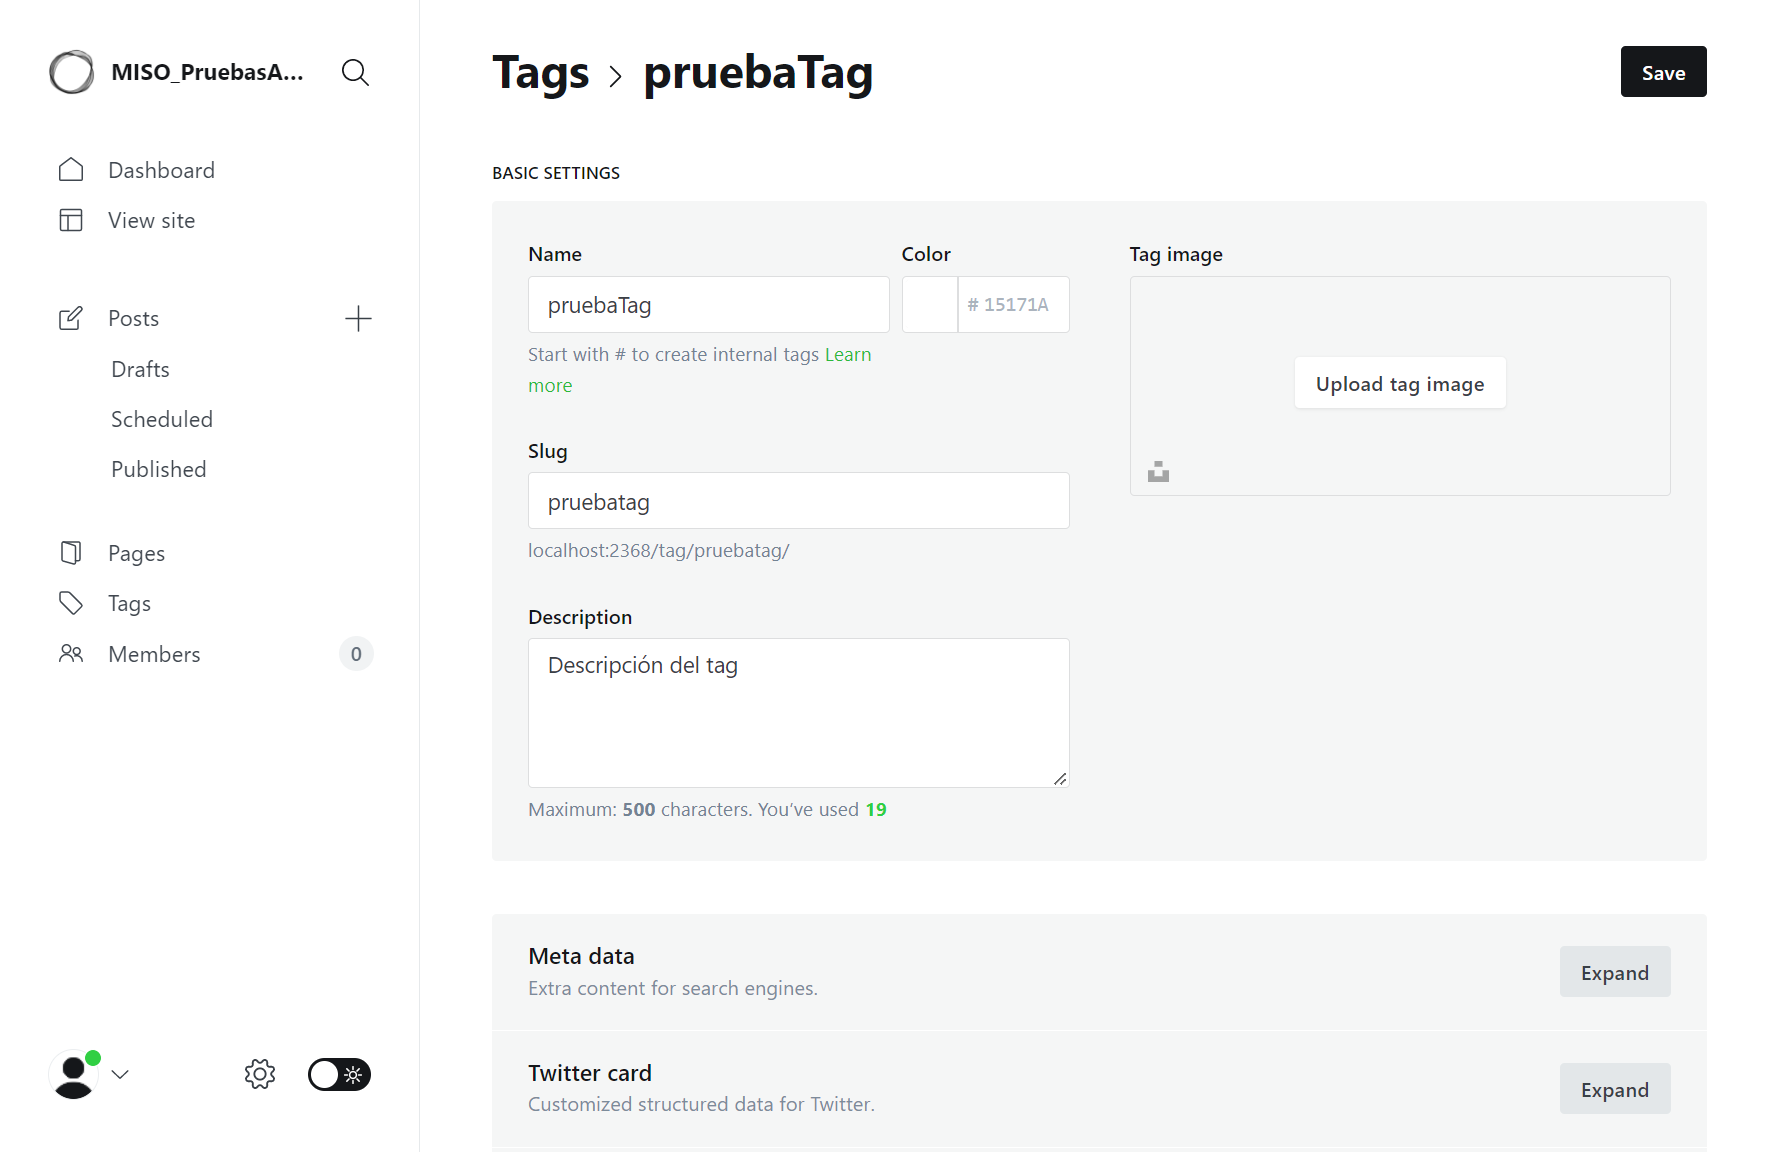 MISO_PruebasA...
Dashboard
View site
Posts
Drafts
Scheduled
Published
Pages
Tags
Members
0
Tags > pruebaTag
Save
BASIC SETTINGS
Name
pruebaTag
Color
# 15171A
Start with # to create internal tags Learn
more
Slug
pruebatag
localhost:2368/tag/pruebatag/
Description
Descripción del tag
Maximum: 500 characters. You’ve used 19
Tag image
Upload tag image
Meta data
Extra content for search engines.
Expand
Twitter card
Customized structured data for Twitter.
Expand